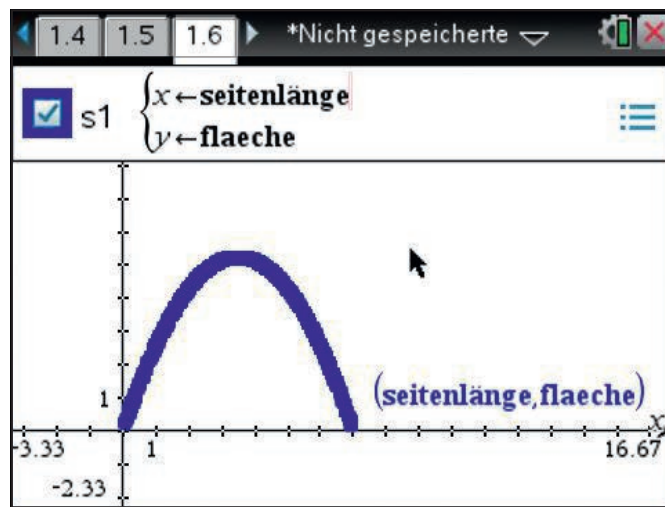 1.4 1.5 1.6 *Nicht gespeicherte
s1 {x←seitenlänge
y←flaeche
1
(seitenlänge,flaeche)
x
-3.33 1 16.67
-2.33